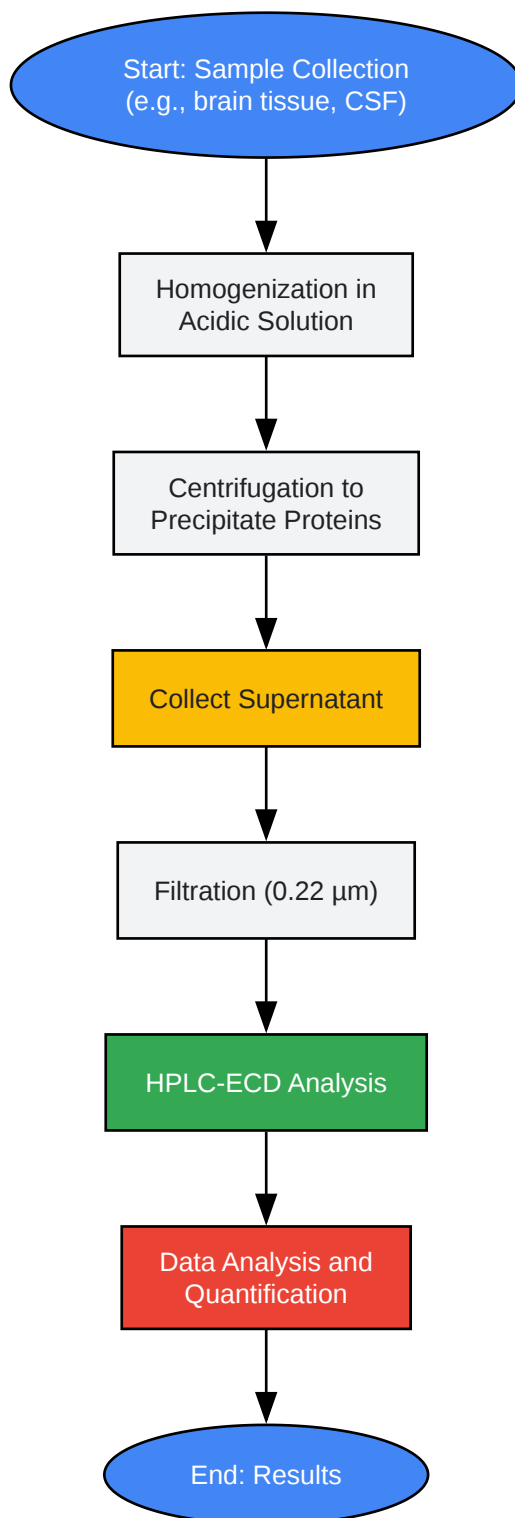 Start: Sample Collection
(e.g., brain tissue, CSF)
Homogenization in
Acidic Solution
Centrifugation to
Precipitate Proteins
Collect Supernatant
Filtration (0.22 µm)
HPLC-ECD Analysis
Data Analysis and
Quantification
End: Results